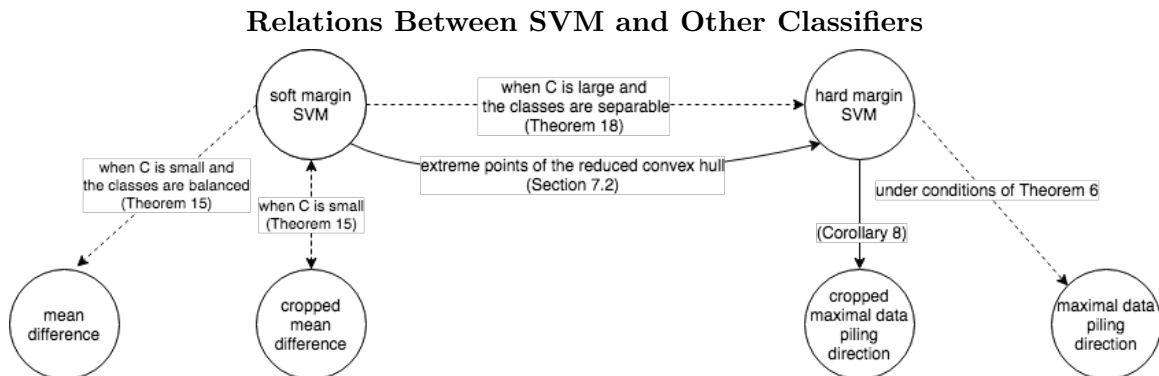 Relations Between SVM and Other Classifiers
soft margin
SVM
when C is large and
the classes are separable
(Theorem 18)
hard margin
SVM
extreme points of the reduced convex hull
(Section 7.2)
when C is small and
the classes are balanced
(Theorem 15)
when C is small
(Theorem 15)
under conditions of Theorem 6
(Corollary 8)
mean
difference
cropped
mean
difference
cropped
maximal data
piling
direction
maximal data
piling
direction